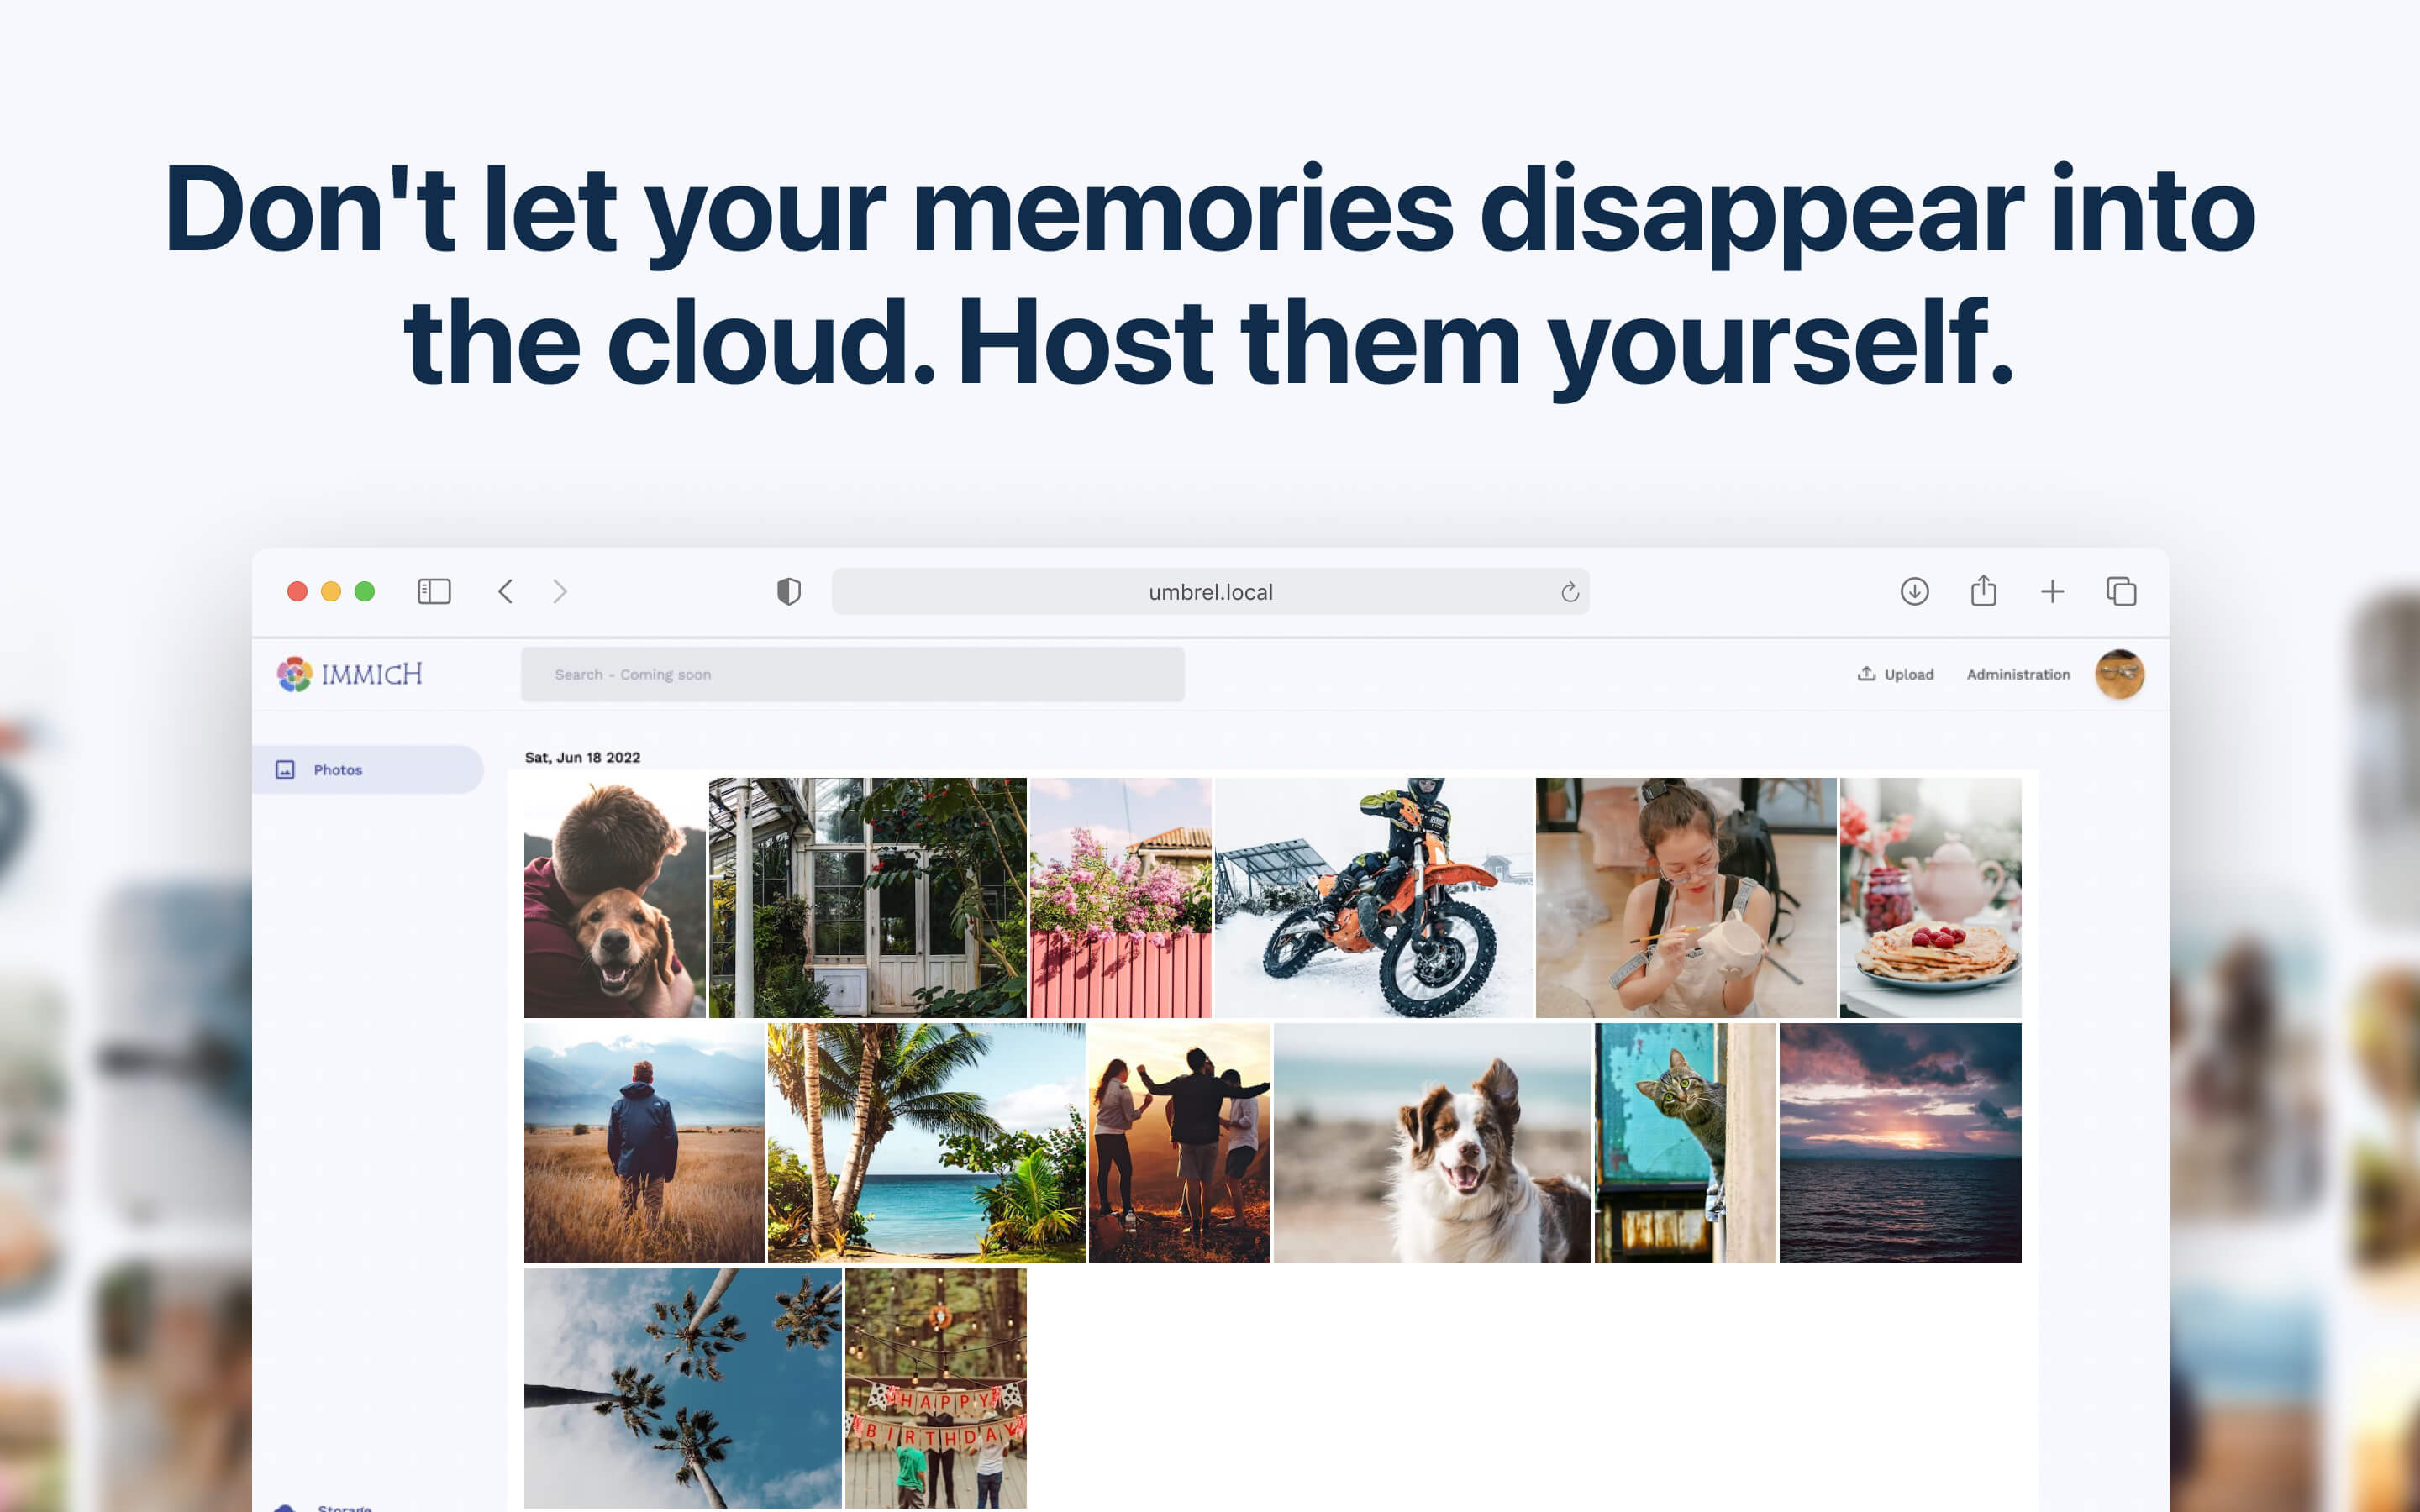 Don't let your memories disappear into
the cloud. Host them yourself.
umbrel.local
IMMICH
Search - Coming soon
Upload
Administration
Photos
Sat, Jun 18 2022
HAPPY
BIRTHDAY
Storage